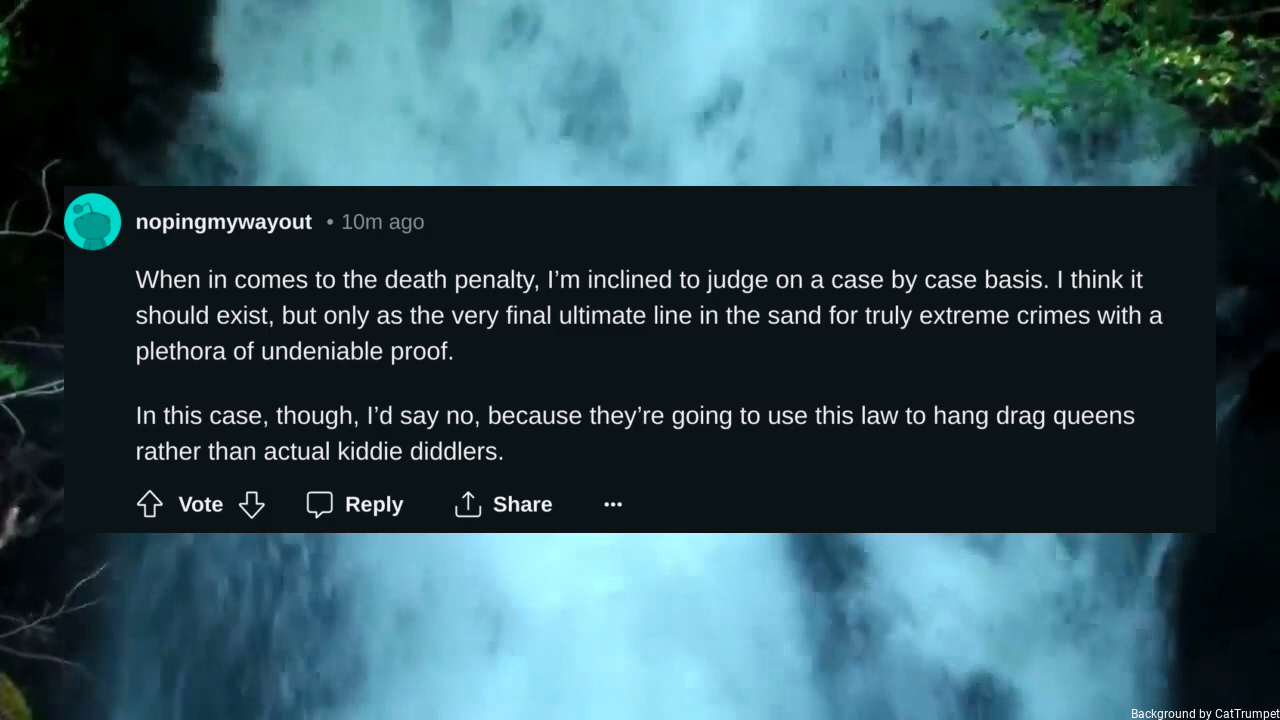 nopingmywayout • 10m ago
When in comes to the death penalty, I’m inclined to judge on a case by case basis. I think it
should exist, but only as the very final ultimate line in the sand for truly extreme crimes with a
plethora of undeniable proof.
In this case, though, I’d say no, because they’re going to use this law to hang drag queens
rather than actual kiddie diddlers.
Vote Reply Share ···
Background by CatTrumpet